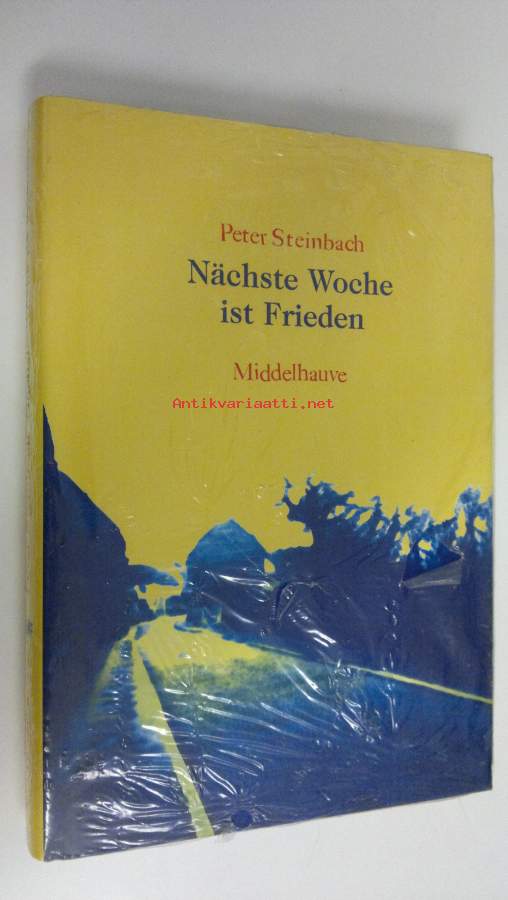 Peter Steinbach
Nächste Woche
ist Frieden
Middelhauve
Antikvariaatti.net